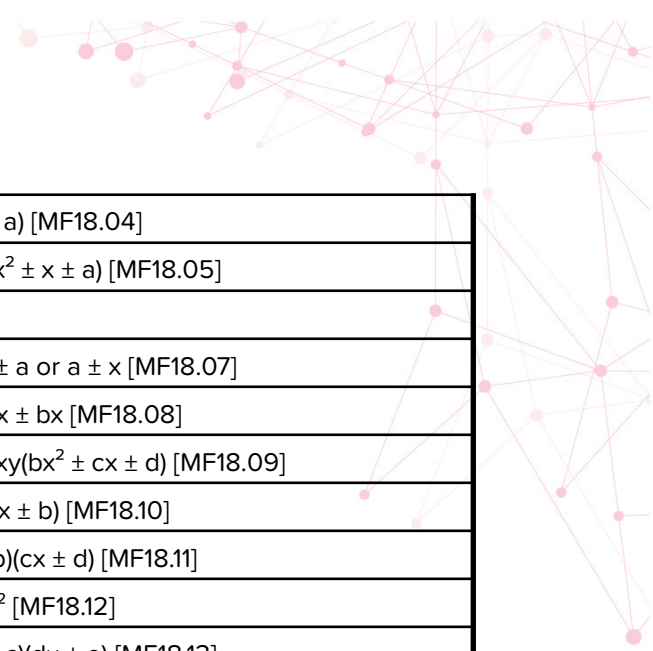 a) [MF18.04]
x² ± x ± a) [MF18.05]
± a or a ± x [MF18.07]
x ± bx [MF18.08]
xy(bx² ± cx ± d) [MF18.09]
x ± b) [MF18.10]
b)(cx ± d) [MF18.11]
² [MF18.12]